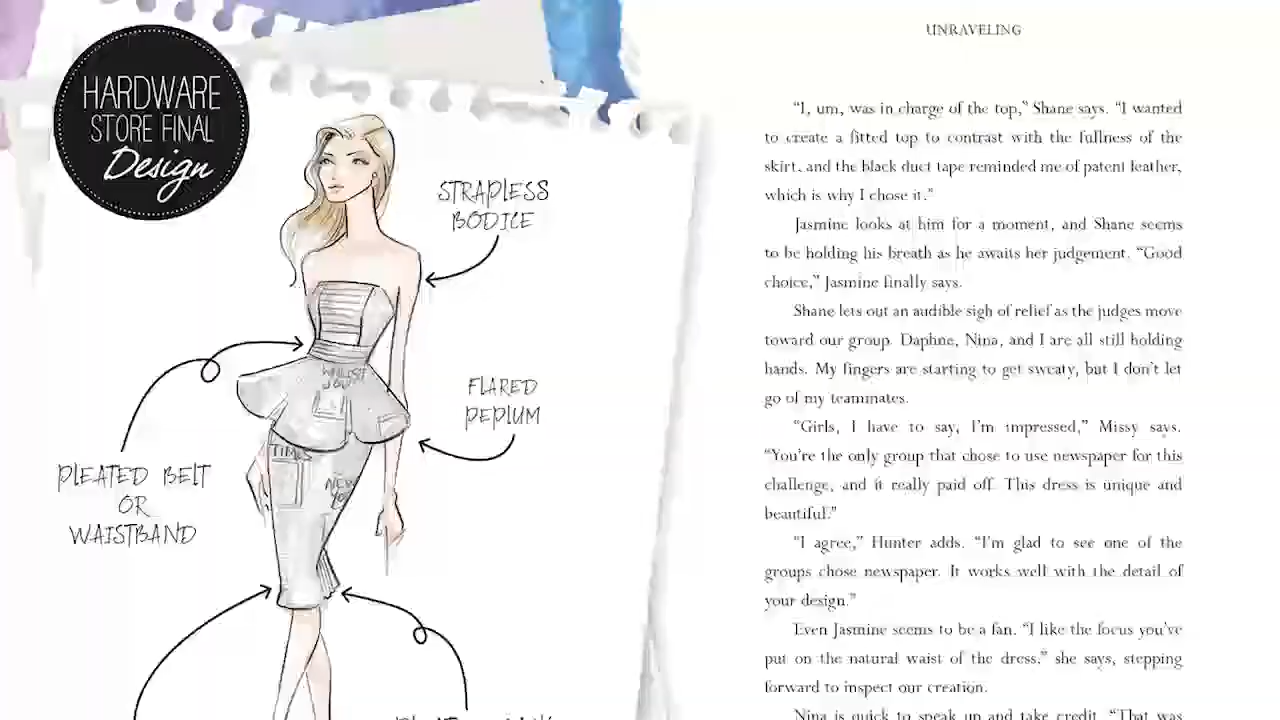 HARDWARE
STORE FINAL
Design
STRAPLESS
BODICE
FLARED
PEPLUM
PLEATED BELT
OR
WAISTBAND
TIMES
UNRAVELING
“I, um, was in charge of the top,” Shane says. “I wanted
to create a fitted top to contrast with the fullness of the
skirt, and the black duct tape reminded me of patent leather,
which is why I chose it.”
Jasmine looks at him for a moment, and Shane seems
to be holding his breath as he awaits her judgement. “Good
choice,” Jasmine finally says.
Shane lets out an audible sigh of relief as the judges move
toward our group. Daphne, Nina, and I are all still holding
hands. My fingers are starting to get sweaty, but I don’t let
go of my teammates.
“Girls, I have to say, I’m impressed,” Missy says.
“You’re the only group that chose to use newspaper for this
challenge, and it really paid off. This dress is unique and
beautiful.”
“I agree,” Hunter adds. “I’m glad to see one of the
groups chose newspaper. It works well with the detail of
your design.”
Even Jasmine seems to be a fan. “I like the focus you’ve
put on the natural waist of the dress,” she says, stepping
forward to inspect our creation.
Nina is quick to speak up and take credit. “That was